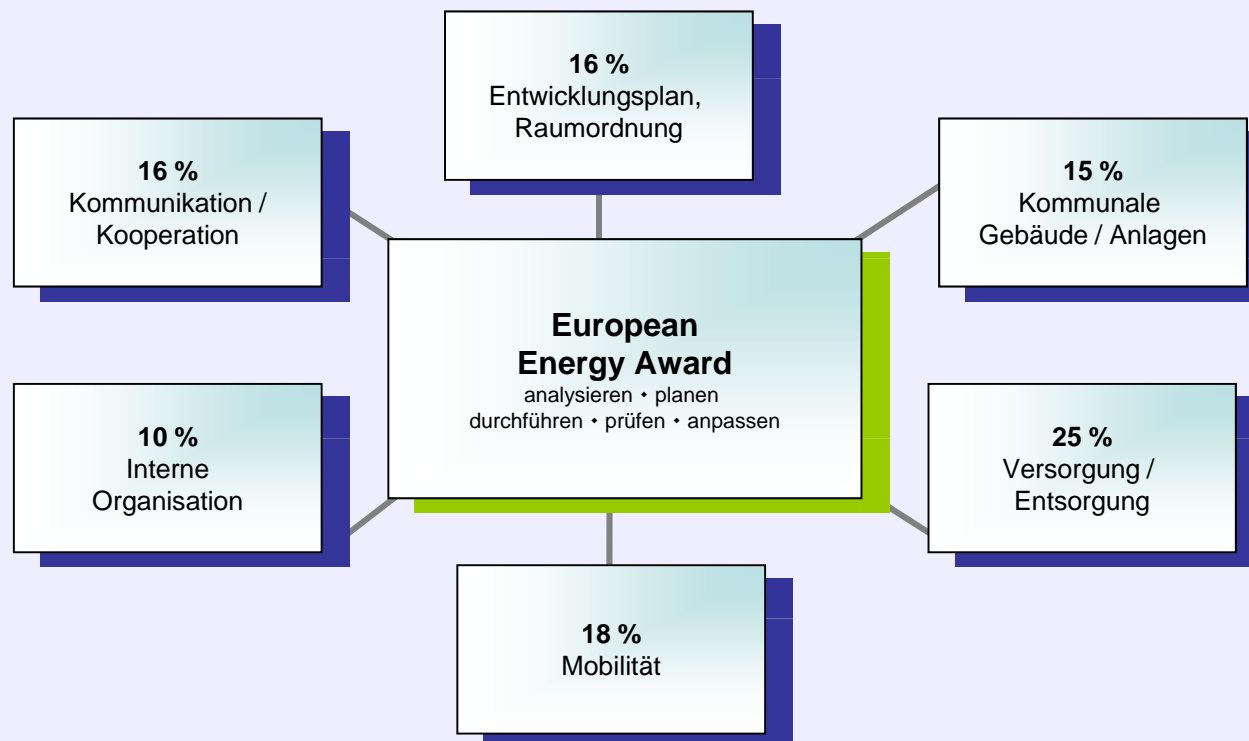 16 %
Entwicklungsplan,
Raumordnung
16 %
Kommunikation /
Kooperation
15 %
Kommunale
Gebäude / Anlagen
European
Energy Award
analysieren • planen
durchführen • prüfen • anpassen
10 %
Interne
Organisation
25 %
Versorgung /
Entsorgung
18 %
Mobilität